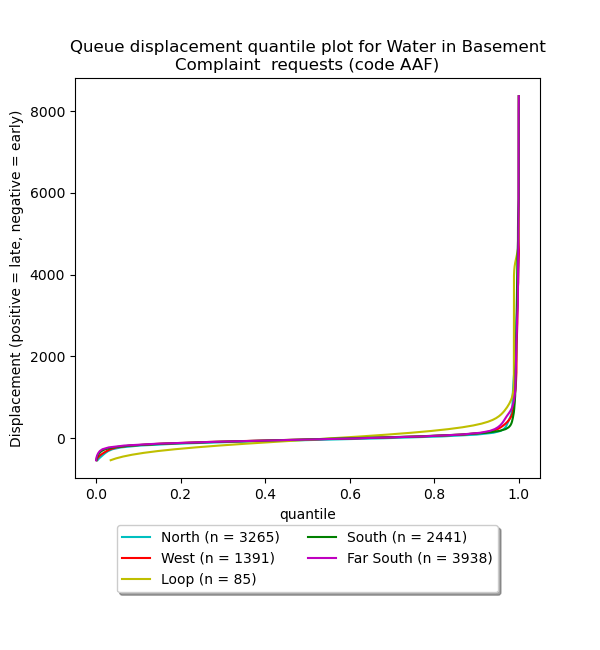 Queue displacement quantile plot for Water in Basement
Complaint  requests (code AAF)
Displacement (positive = late, negative = early)
8000
6000
4000
2000
0
0.0 0.2 0.4 0.6 0.8 1.0
quantile
North (n = 3265)
West (n = 1391)
Loop (n = 85)
South (n = 2441)
Far South (n = 3938)